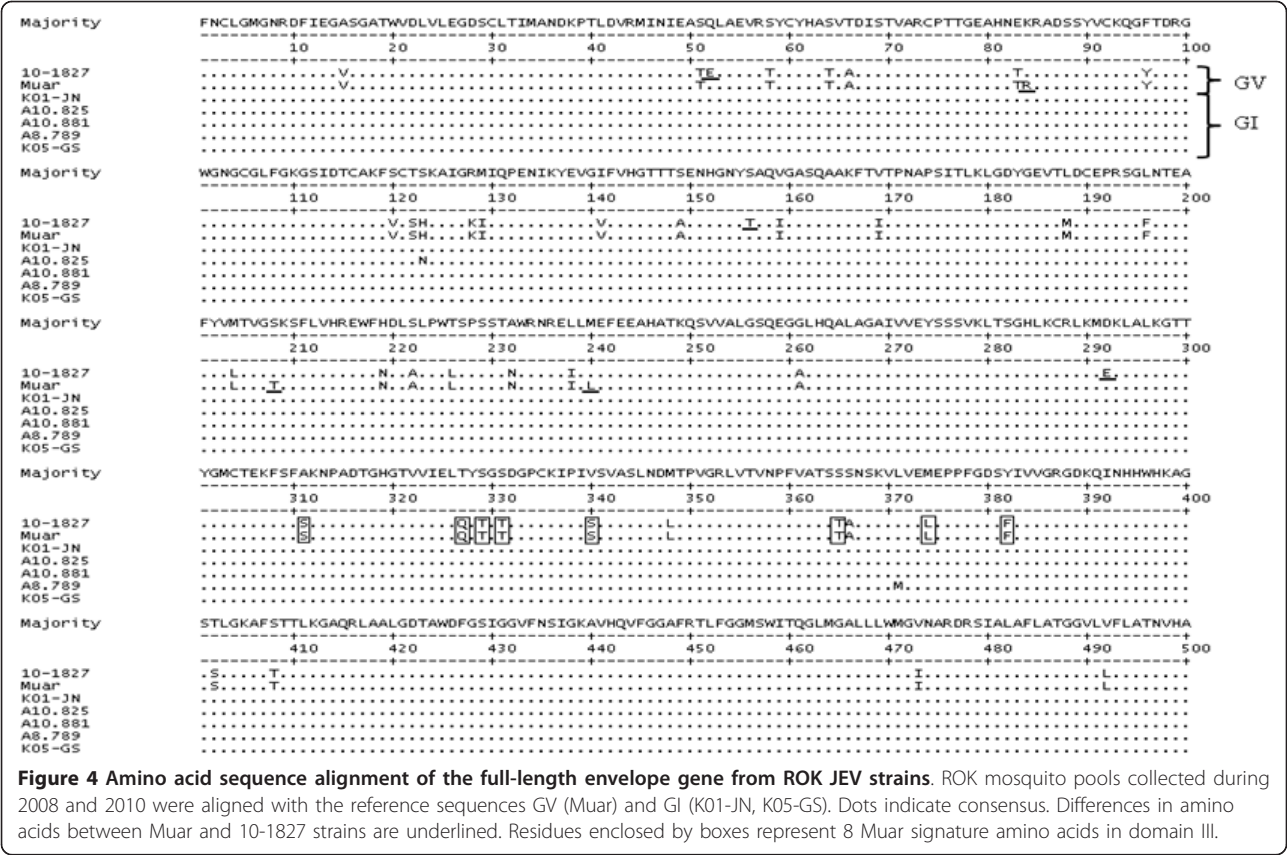 Majority FNCLGMGNRDFIEGASGATWVDLVLEGDSCLTIMANDKPTLDVRMINIEASQLAEVRSYCYHASVTDISTVARCPTTGEAHNEKRADSSYVCKQGFTDRG
10 20 30 40 50 60 70 80 90 100
10-1827 ..............V...................................TE.....T.....T.A................T............Y....
Muar ..............V...................................T......T.....T.A................TR...........Y....
K01-JN ....................................................................................................
GV
A10.825 ....................................................................................................
A10.881 ....................................................................................................
GI
A8.789 ....................................................................................................
K05-GS ....................................................................................................
Majority WGNGCGLFGKGSIDTCAKFSCTSKAIGRMIQPENIKYEVGIFVHGTTTSENHGNYSAQVGASQAAKFTVTPNAPSITLKLGDYGEVTLDCEPRSGLNTEA
110 120 130 140 150 160 170 180 190 200
10-1827 ...................V.SH....KI...........V.......A......T..I.........I..................M.......F....
Muar ...................V.SH....KI...........V.......A.........I.........I..................M.......F....
K01-JN ....................................................................................................
A10.825 ......................N.............................................................................
A10.881 ....................................................................................................
A8.789 ....................................................................................................
K05-GS ....................................................................................................
Majority FYVMTVGSKSFLVHREWFHDLSLPWTSPSSTAWRNRELLMEFEEAHATKQSVVALGSQEGGLHQALAGAIVVEYSSSVKLTSGHLKCRLKMDKLALKGTT
210 220 230 240 250 260 270 280 290 300
10-1827 ...L..............N..A...L.....N.....I......................A..............................E........
Muar ...L...T..........N..A...L.....N.....I.L....................A.......................................
K01-JN ....................................................................................................
A10.825 ....................................................................................................
A10.881 ....................................................................................................
A8.789 ....................................................................................................
K05-GS ....................................................................................................
Majority YGMCTEKFSFAKNPADTGHGTVVIELTYSGSDGPCKIPIVSVASLNDMTPVGRLVTVNPFVATSSSNSKVLVEMEPPFGDSYIVVGRGDKQINHHWHKAG
310 320 330 340 350 360 370 380 390 400
10-1827 ..........S...............Q.T.T........S.......L................TA.......L.......F..................
Muar ..........S...............Q.T.T........S.......L................TA.......L.......F..................
K01-JN ....................................................................................................
A10.825 ....................................................................................................
A10.881 ....................................................................................................
A8.789 ......................................................................M.............................
K05-GS ....................................................................................................
Majority STLGKAFSTTLKGAQRLAALGDTAWDFGSIGGVFNSIGKAVHQVFGGAFRTLFGGMSWITQGLMGALLLWMGVNARDRSIALAFLATGGVLVFLATNVHA
410 420 430 440 450 460 470 480 490 500
10-1827 .S.....T................................................................I..................L........
Muar .S.....T................................................................I..................L........
K01-JN ....................................................................................................
A10.825 ....................................................................................................
A10.881 ....................................................................................................
A8.789 ....................................................................................................
K05-GS ....................................................................................................
Figure 4 Amino acid sequence alignment of the full-length envelope gene from ROK JEV strains. ROK mosquito pools collected during
2008 and 2010 were aligned with the reference sequences GV (Muar) and GI (K01-JN, K05-GS). Dots indicate consensus. Differences in amino
acids between Muar and 10-1827 strains are underlined. Residues enclosed by boxes represent 8 Muar signature amino acids in domain III.